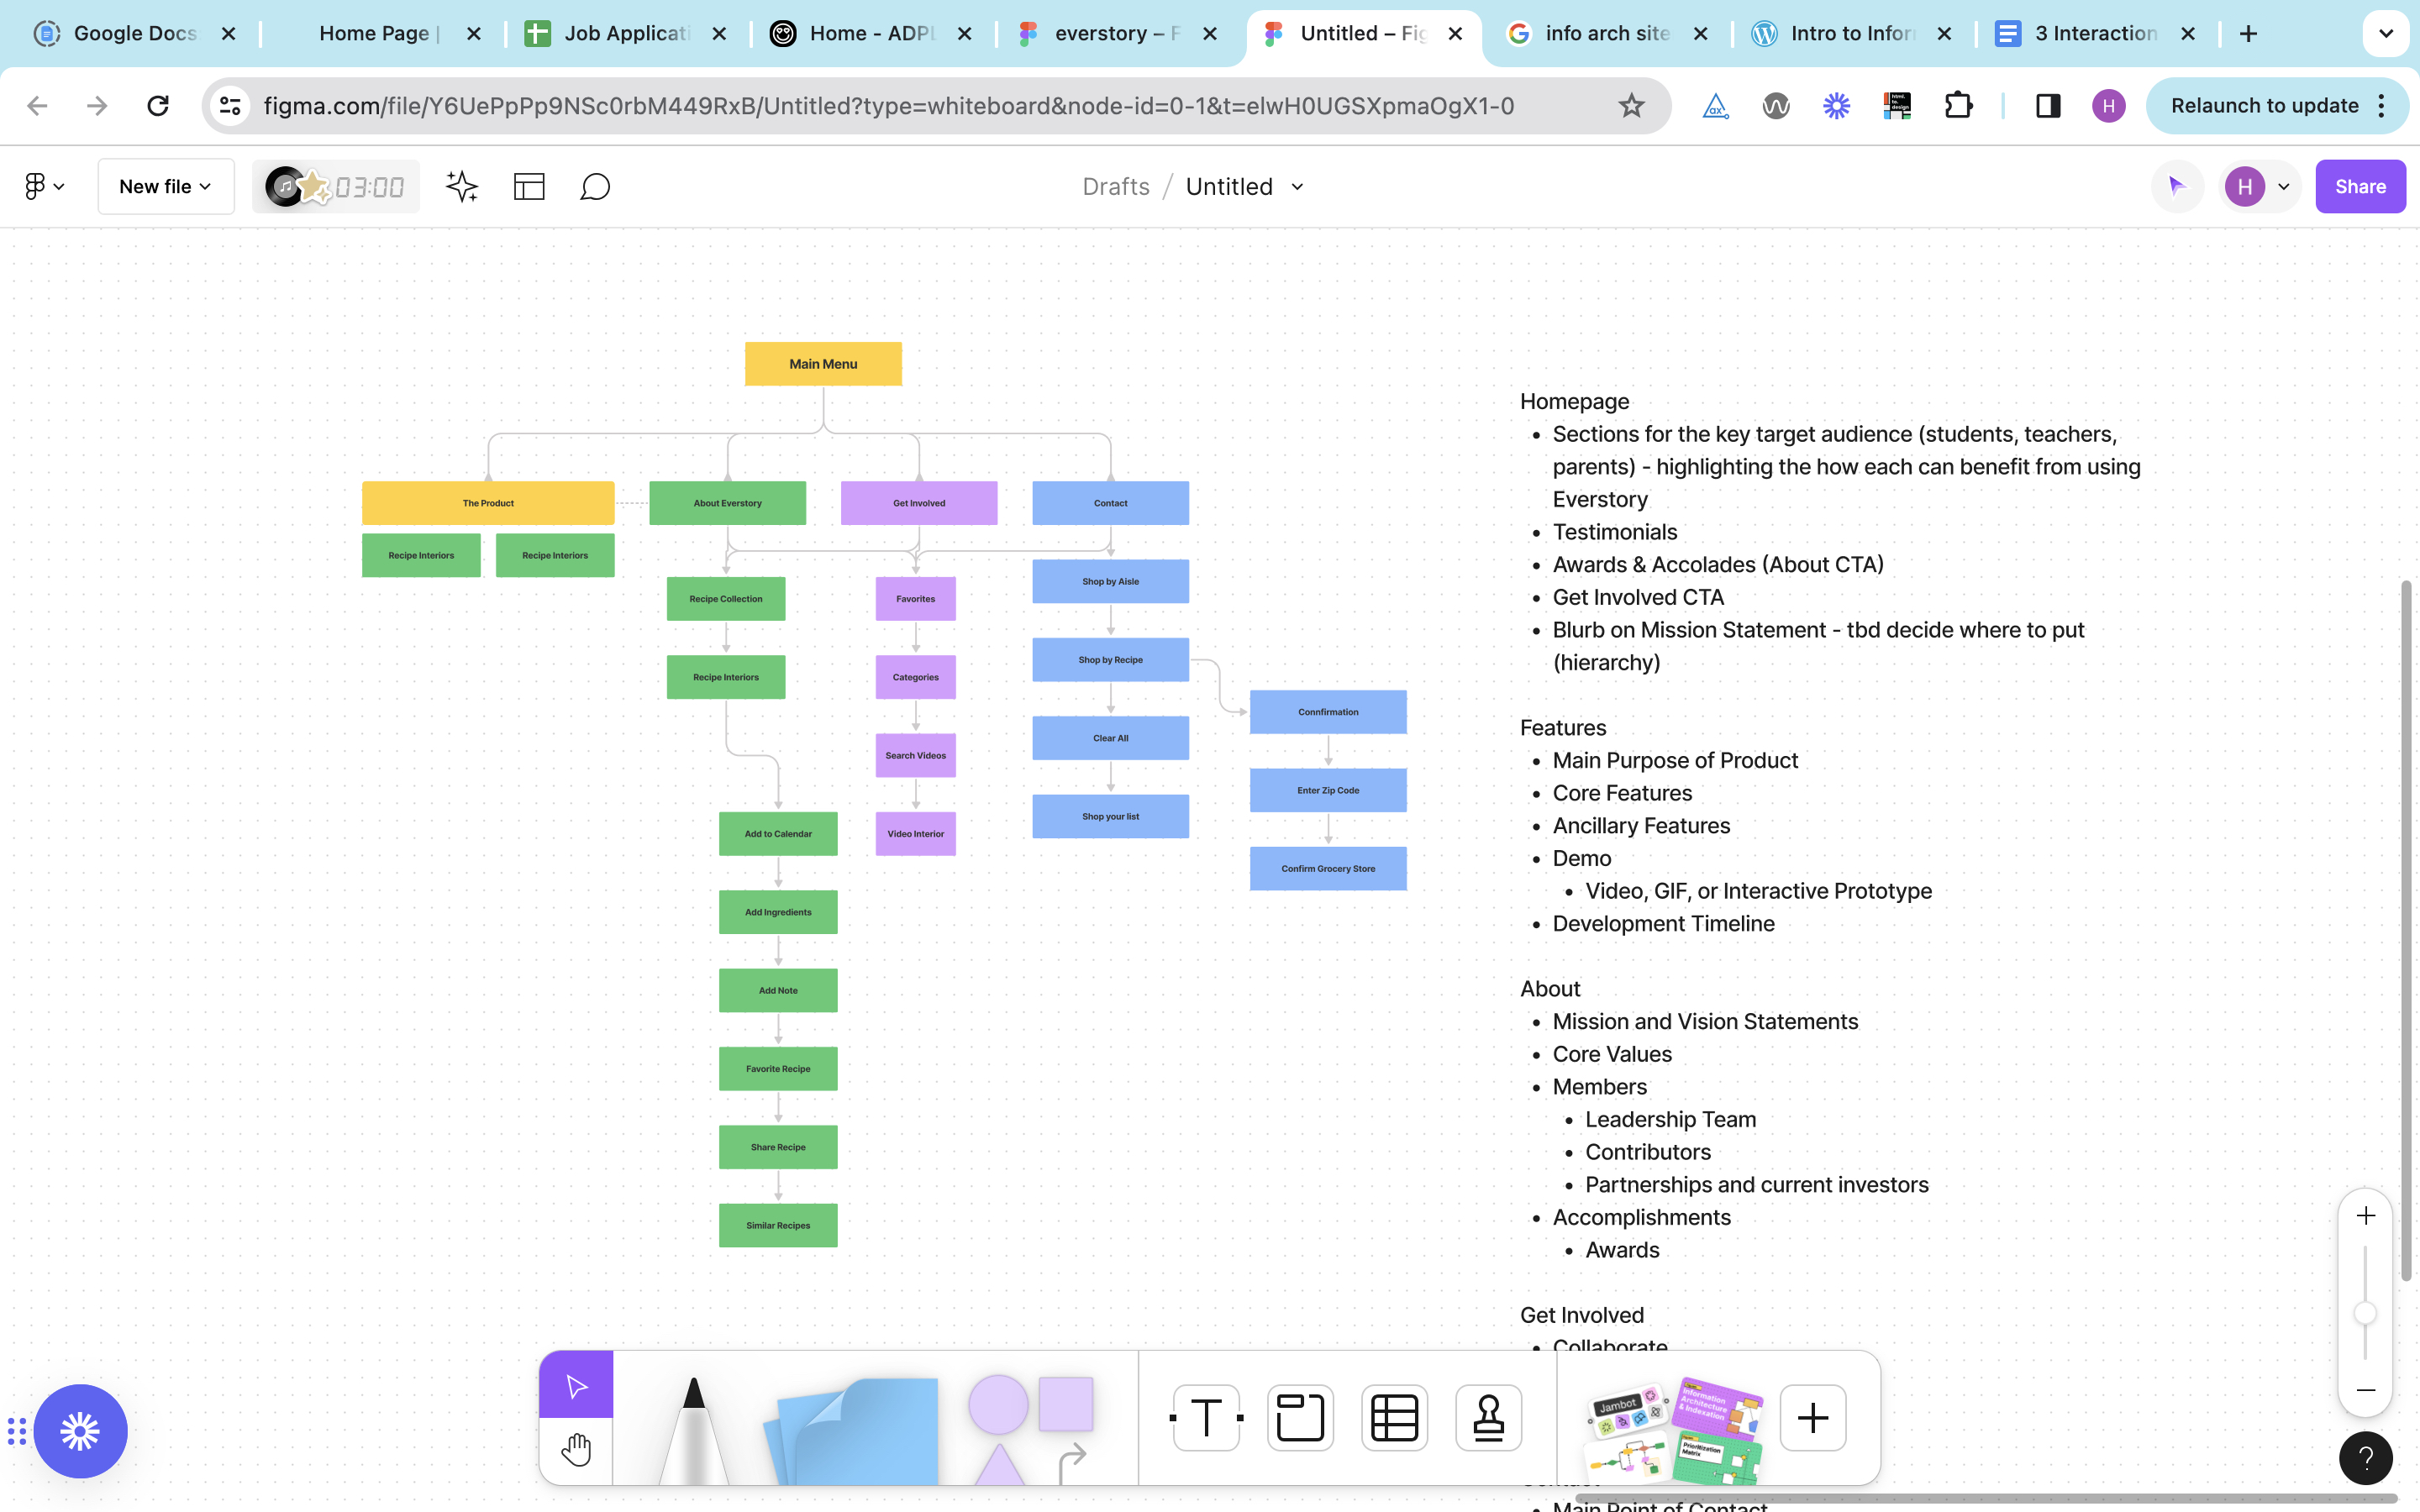 Google Docs
Home Page |
Job Applicati
Home - ADPL
everstory – F
Untitled – Fig
info arch site
Intro to Infor
3 Interaction
figma.com/file/Y6UePpPp9NSc0rbM449RxB/Untitled?type=whiteboard&node-id=0-1&t=elwH0UGSXpmaOgX1-0
H
Relaunch to update
New file
03:00
Drafts / Untitled
H
Share
Main Menu
The Product
About Everstory
Get Involved
Contact
Recipe Interiors
Recipe Interiors
Recipe Collection
Recipe Interiors
Add to Calendar
Add Ingredients
Add Note
Favorite Recipe
Share Recipe
Similar Recipes
Favorites
Categories
Search Videos
Video Interior
Shop by Aisle
Shop by Recipe
Clear All
Shop your list
Connfirmation
Enter Zip Code
Confirm Grocery Store
Homepage
• Sections for the key target audience (students, teachers,
parents) - highlighting the how each can benefit from using
Everstory
• Testimonials
• Awards & Accolades (About CTA)
• Get Involved CTA
• Blurb on Mission Statement - tbd decide where to put
(hierarchy)
Features
• Main Purpose of Product
• Core Features
• Ancillary Features
• Demo
• Video, GIF, or Interactive Prototype
• Development Timeline
About
• Mission and Vision Statements
• Core Values
• Members
• Leadership Team
• Contributors
• Partnerships and current investors
• Accomplishments
• Awards
Get Involved
• Collaborate
Contact
• Main Point of Contact
T
Jambot
Information
Architecture
& Indexation
Prioritization
Matrix
?